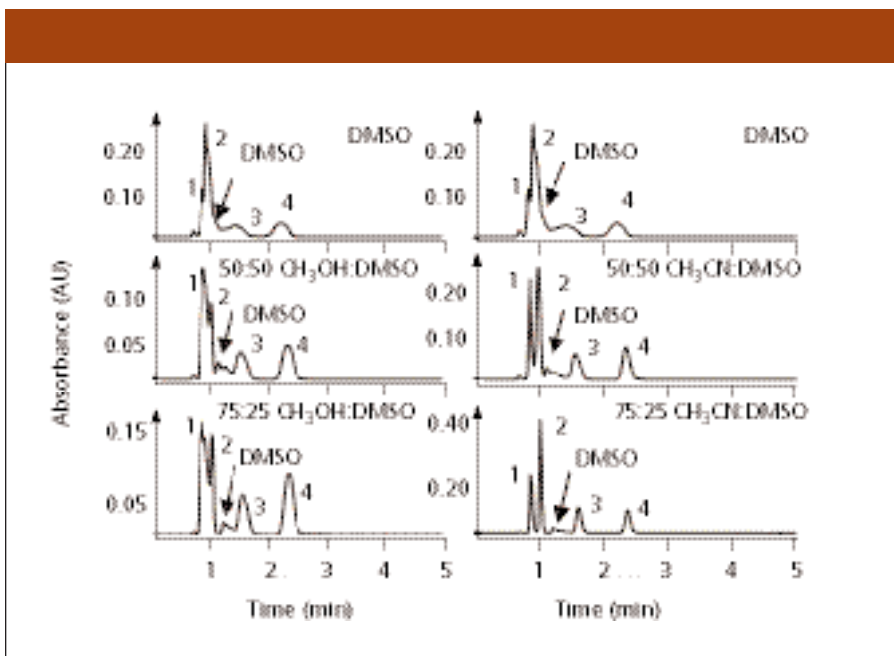 DMSO
0.20
0.10
1
2
DMSO
3
4
DMSO
0.20
0.10
1
2
DMSO
3
4
50:50 CH₃OH:DMSO
0.10
0.05
1
2
DMSO
3
4
50:50 CH₃CN:DMSO
0.20
0.10
1
2
DMSO
3
4
75:25 CH₃OH:DMSO
0.15
0.05
1
2
DMSO
3
4
75:25 CH₃CN:DMSO
0.40
0.20
1
2
DMSO
3
4
Absorbance (AU)
1 2 3 4 5
Time (min)
1 2 3 4 5
Time (min)